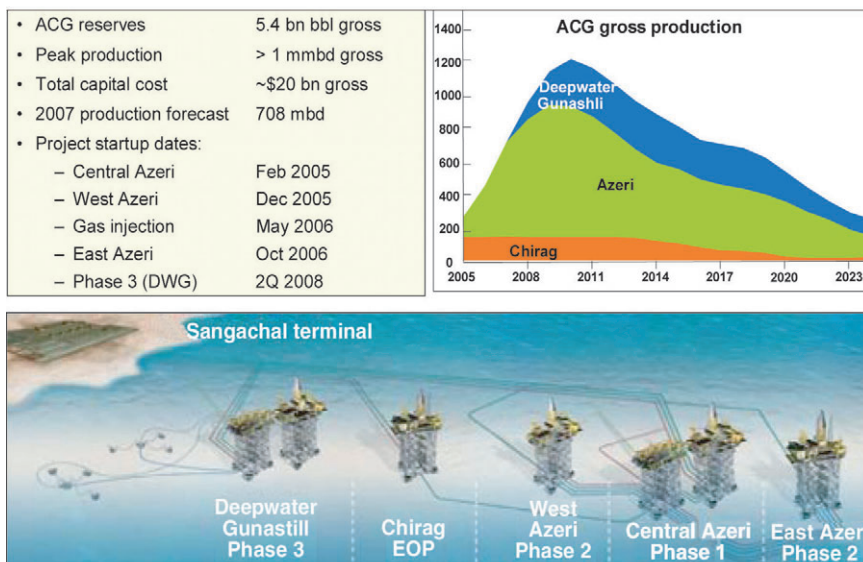 • ACG reserves 5.4 bn bbl gross
• Peak production > 1 mmbd gross
• Total capital cost ~$20 bn gross
• 2007 production forecast 708 mbd
• Project startup dates:
– Central Azeri Feb 2005
– West Azeri Dec 2005
– Gas injection May 2006
– East Azeri Oct 2006
– Phase 3 (DWG) 2Q 2008
ACG gross production
1400
1200
1000
800
600
400
200
0
Deepwater
Gunashli
Azeri
Chirag
2005 2008 2011 2014 2017 2020 2023
Sangachal terminal
Deepwater
Gunastill
Phase 3
Chirag
EOP
West
Azeri
Phase 2
Central Azeri
Phase 1
East Azer
Phase 2